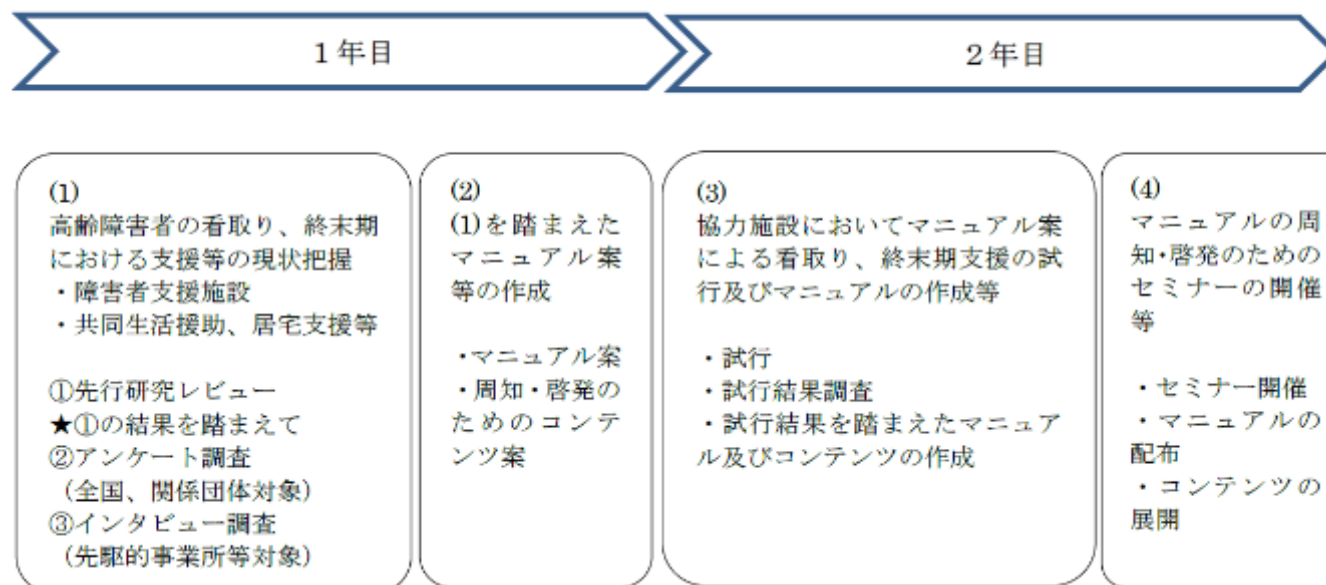 1年目
2年目
(1)
高齢障害者の看取り、終末期
における支援等の現状把握
・障害者支援施設
・共同生活援助、居宅支援等
①先行研究レビュー
★①の結果を踏まえて
②アンケート調査
（全国、関係団体対象）
③インタビュー調査
（先駆的事業所等対象）
(2)
(1)を踏まえた
マニュアル案
等の作成
・マニュアル案
・周知・啓発の
ためのコンテ
ンツ案
(3)
協力施設においてマニュアル案
による看取り、終末期支援の試
行及びマニュアルの作成等
・試行
・試行結果調査
・試行結果を踏まえたマニュア
ル及びコンテンツの作成
(4)
マニュアルの周
知・啓発のための
セミナーの開催
等
・セミナー開催
・マニュアルの
配布
・コンテンツの
展開